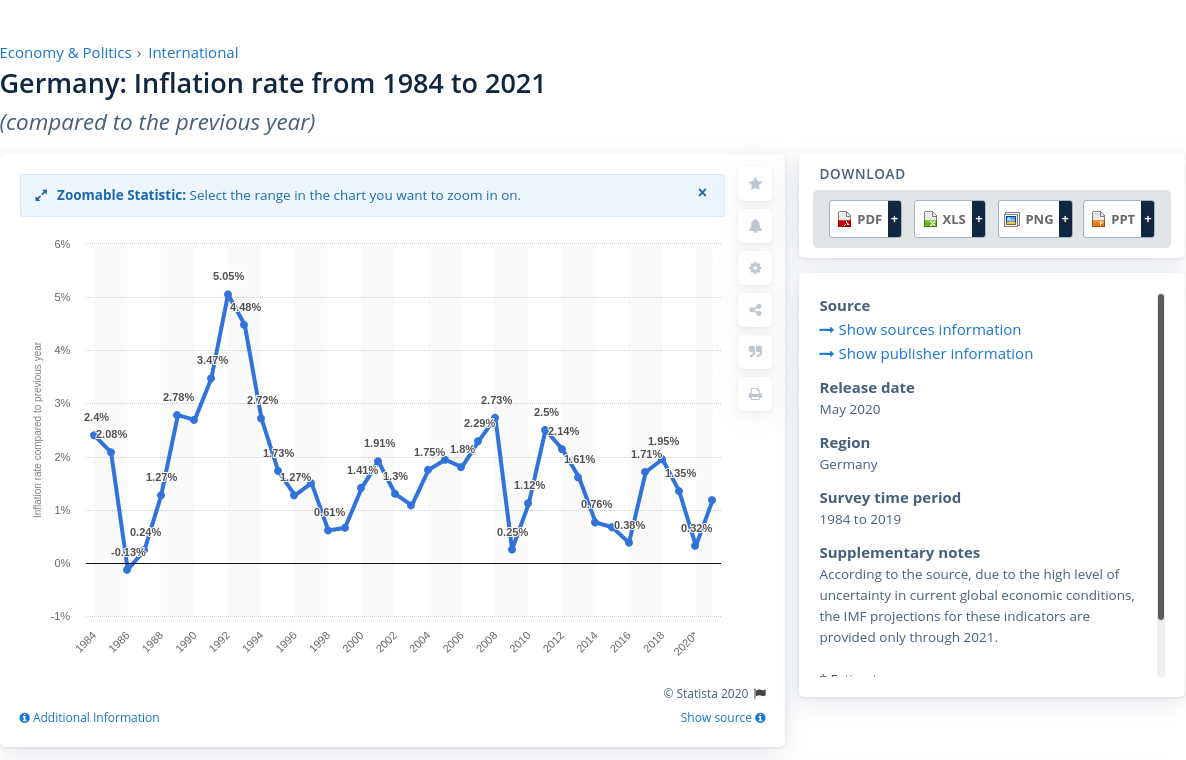 Economy & Politics › International
Germany: Inflation rate from 1984 to 2021
(compared to the previous year)
Zoomable Statistic: Select the range in the chart you want to zoom in on. ×
Inflation rate compared to previous year
6%
5%
4%
3%
2%
1%
0%
-1%
2.4%
2.08%
-0.13%
0.24%
1.27%
2.78%
3.47%
5.05%
4.48%
2.72%
1.73%
1.27%
0.61%
1.41%
1.91%
1.3%
1.75%
1.8%
2.29%
2.73%
0.25%
1.12%
2.5%
2.14%
1.61%
0.76%
0.38%
1.71%
1.95%
1.35%
0.32%
1984 1986 1988 1990 1992 1994 1996 1998 2000 2002 2004 2006 2008 2010 2012 2014 2016 2018 2020*
© Statista 2020
Additional Information
Show source
DOWNLOAD
PDF + XLS + PNG + PPT +
Source
Show sources information
Show publisher information
Release date
May 2020
Region
Germany
Survey time period
1984 to 2019
Supplementary notes
According to the source, due to the high level of
uncertainty in current global economic conditions,
the IMF projections for these indicators are
provided only through 2021.